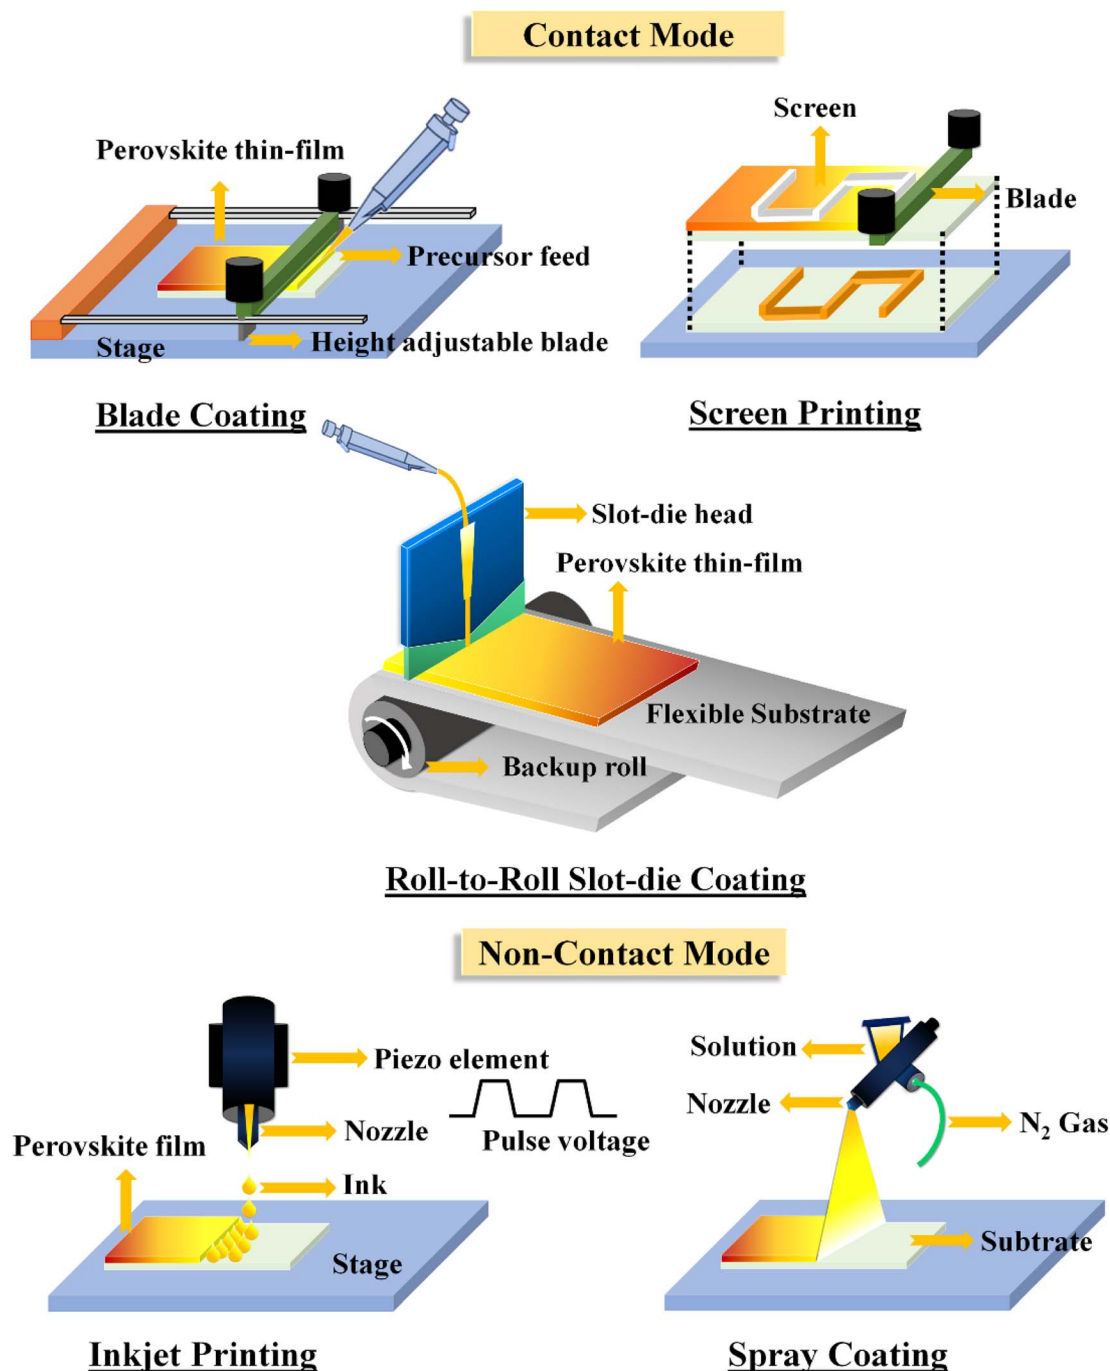 Contact Mode
Perovskite thin-film
Precursor feed
Stage
Height adjustable blade
Blade Coating
Screen
Blade
Screen Printing
Slot-die head
Perovskite thin-film
Flexible Substrate
Backup roll
Roll-to-Roll Slot-die Coating
Non-Contact Mode
Piezo element
Nozzle
Pulse voltage
Perovskite film
Ink
Stage
Inkjet Printing
Solution
Nozzle
N₂ Gas
Subtrate
Spray Coating